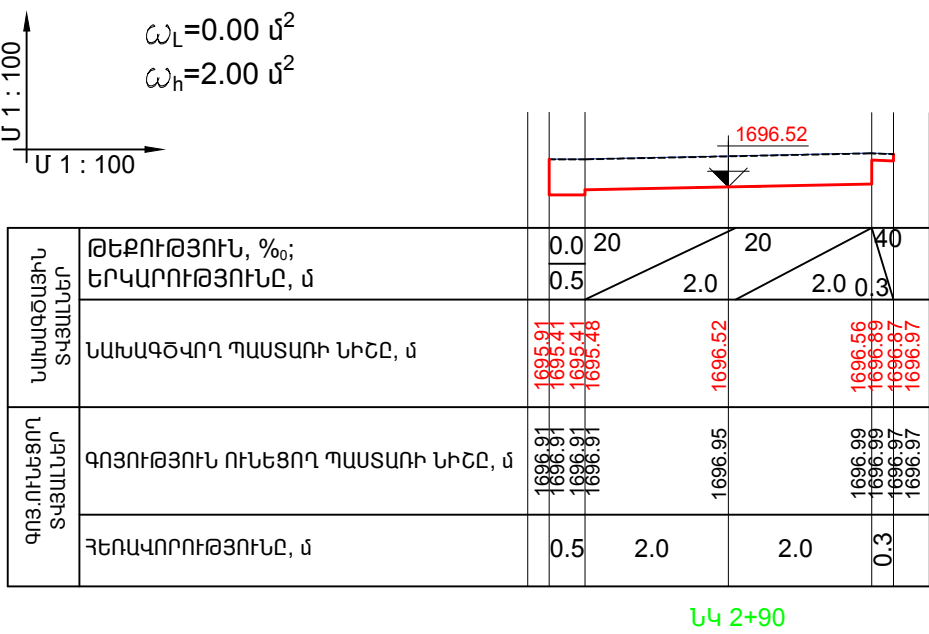 ω_L=0.00 մ²
ω_h=2.00 մ²
Մ 1 : 100
Մ 1 : 100
1696.52
ՆԱԽԱԳԾԱՅԻՆ
ՏՎՅԱԼՆԵՐ
ԹԵՔՈՒԹՅՈՒՆ, %₀;
ԵՐԿԱՐՈՒԹՅՈՒՆԸ, մ
0.0 20 20 40
0.5 2.0 2.0 0.3
ՆԱԽԱԳԾՎՈՂ ՊԱՍՏԱՌԻ ՆԻՇԸ, մ
1695.91 1695.41 1695.41 1695.48 1696.52 1696.56 1696.89 1696.87 1696.97
ԳՈՅ.ՈՒՆԵՑՈՂ
ՏՎՅԱԼՆԵՐ
ԳՈՅՈՒԹՅՈՒՆ ՈՒՆԵՑՈՂ ՊԱՍՏԱՌԻ ՆԻՇԸ, մ
1696.91 1696.91 1696.91 1696.91 1696.95 1696.99 1696.99 1696.97 1696.97
ՀԵՌԱՎՈՐՈՒԹՅՈՒՆԸ, մ
0.5 2.0 2.0 0.3
ՆԿ 2+90